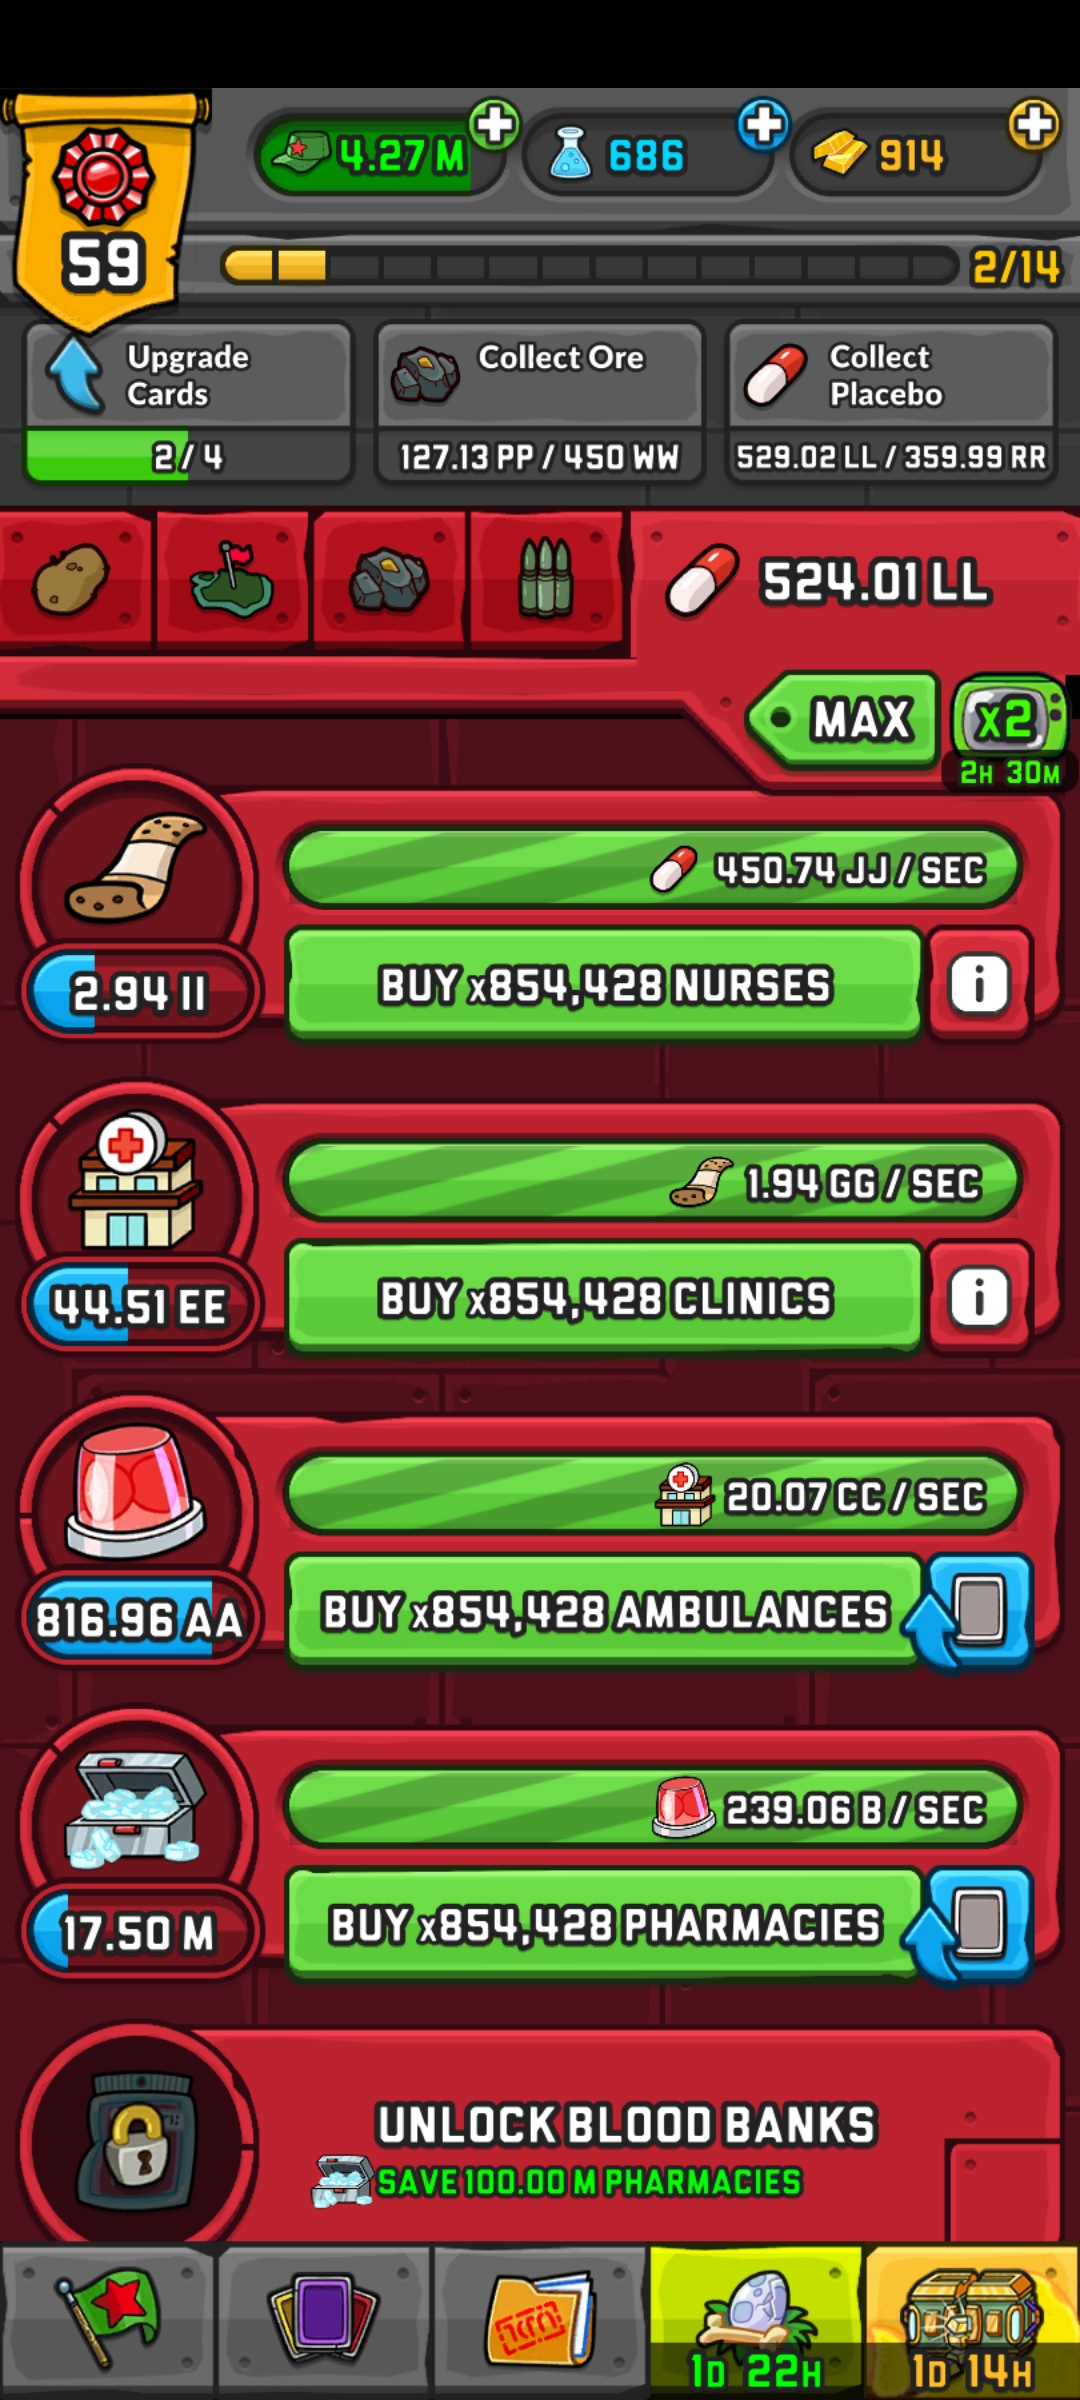 4.27 M
686
914
59
2/14
Upgrade
Cards
2/4
Collect Ore
127.13 PP / 450 WW
Collect
Placebo
529.02 LL / 359.99 RR
524.01 LL
MAX
x2
2H 30M
450.74 JJ / SEC
2.94 II
BUY x854,428 NURSES
i
1.94 GG / SEC
44.51 EE
BUY x854,428 CLINICS
i
20.07 CC / SEC
816.96 AA
BUY x854,428 AMBULANCES
239.06 B / SEC
17.50 M
BUY x854,428 PHARMACIES
UNLOCK BLOOD BANKS
SAVE 100.00 M PHARMACIES
1D 22H
1D 14H